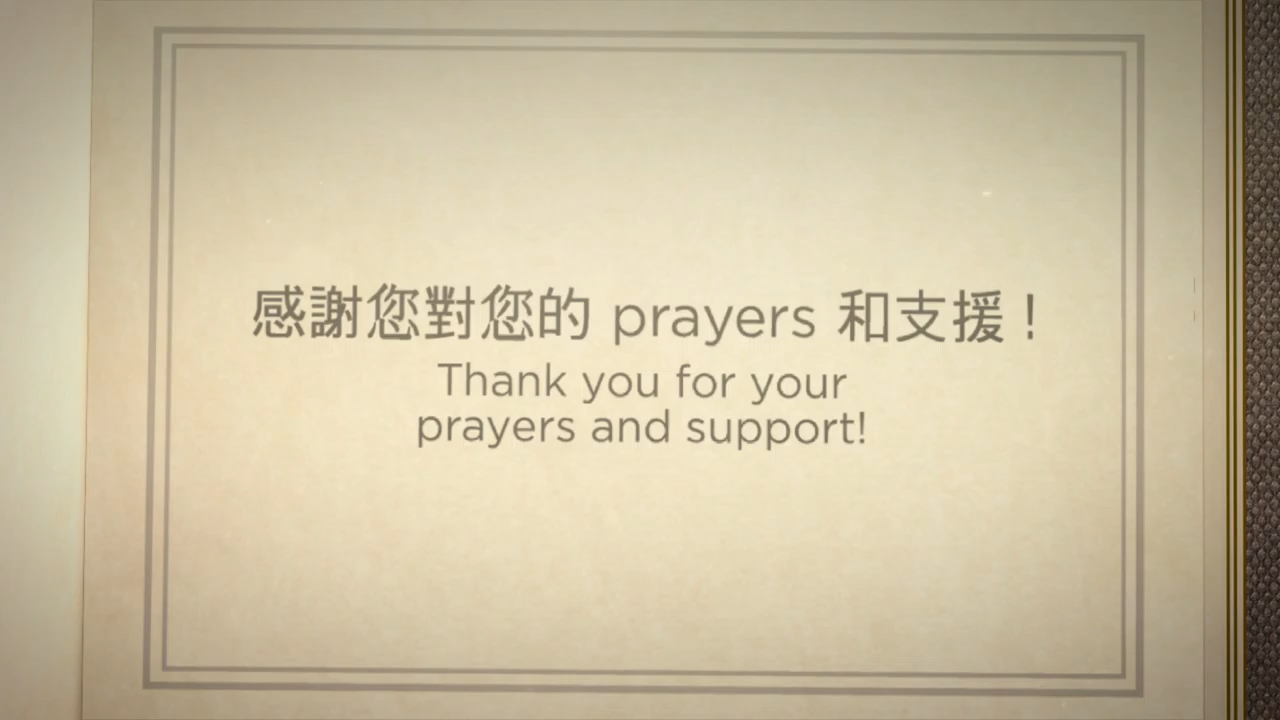 感謝您對您的 prayers 和支援！
Thank you for your
prayers and support!